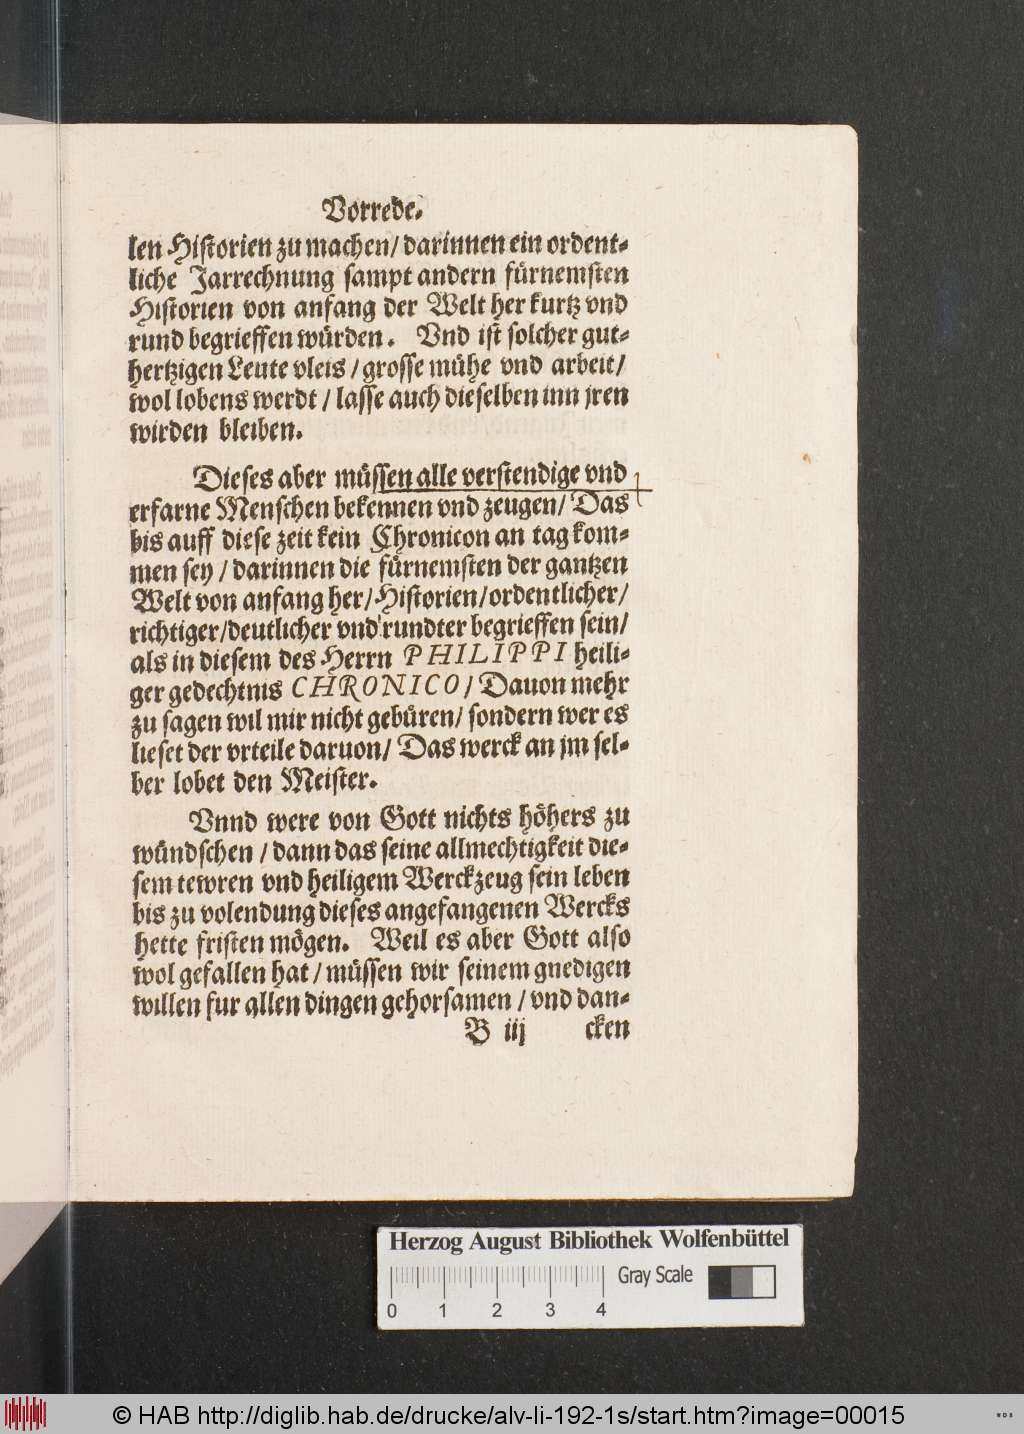 Vorrede.
len Historien zu machen/ darinnen ein ordent-
liche Jarrechnung sampt andern fürnemsten
Historien von anfang der Welt her kurtz vnd
rund begrieffen würden. Vnd ist solcher gut-
hertzigen Leute vleis / grosse mühe vnd arbeit/
wol lobens werdt / lasse auch dieselben inn jren
wirden bleiben.
Dieses aber müssen alle verstendige vnd
erfarne Menschen bekennen vnd zeugen/ Das
bis auff diese zeit kein Chronicon an tag kom-
men sey / darinnen die fürnemsten der gantzen
Welt von anfang her/ Historien/ ordentlicher/
richtiger/deutlicher vnd rundter begrieffen sein/
als in diesem des Herrn PHILIPPI heili-
ger gedechtnis CHRONICO/ Dauon mehr
zu sagen wil mir nicht gebüren/ sondern wer es
lieset der vrteile daruon/ Das werck an jm sel-
ber lobet den Meister.
Vnnd were von Gott nichts höhers zu
wündschen / dann das seine allmechtigkeit die-
sem tewren vnd heiligem Werckzeug sein leben
bis zu volendung dieses angefangenen Wercks
hette fristen mögen. Weil es aber Gott also
wol gefallen hat / müssen wir seinem gnedigen
willen fur allen dingen gehorsamen / vnd dan-
B iij cken
Herzog August Bibliothek Wolfenbüttel
Gray Scale
0 1 2 3 4
© HAB http://diglib.hab.de/drucke/alv-li-192-1s/start.htm?image=00015